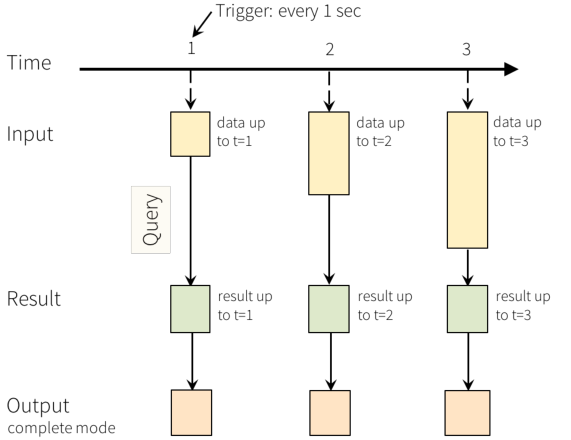 Trigger: every 1 sec
1 2 3
Time
Input
data up
to t=1
data up
to t=2
data up
to t=3
Query
Result
result up
to t=1
result up
to t=2
result up
to t=3
Output
complete mode